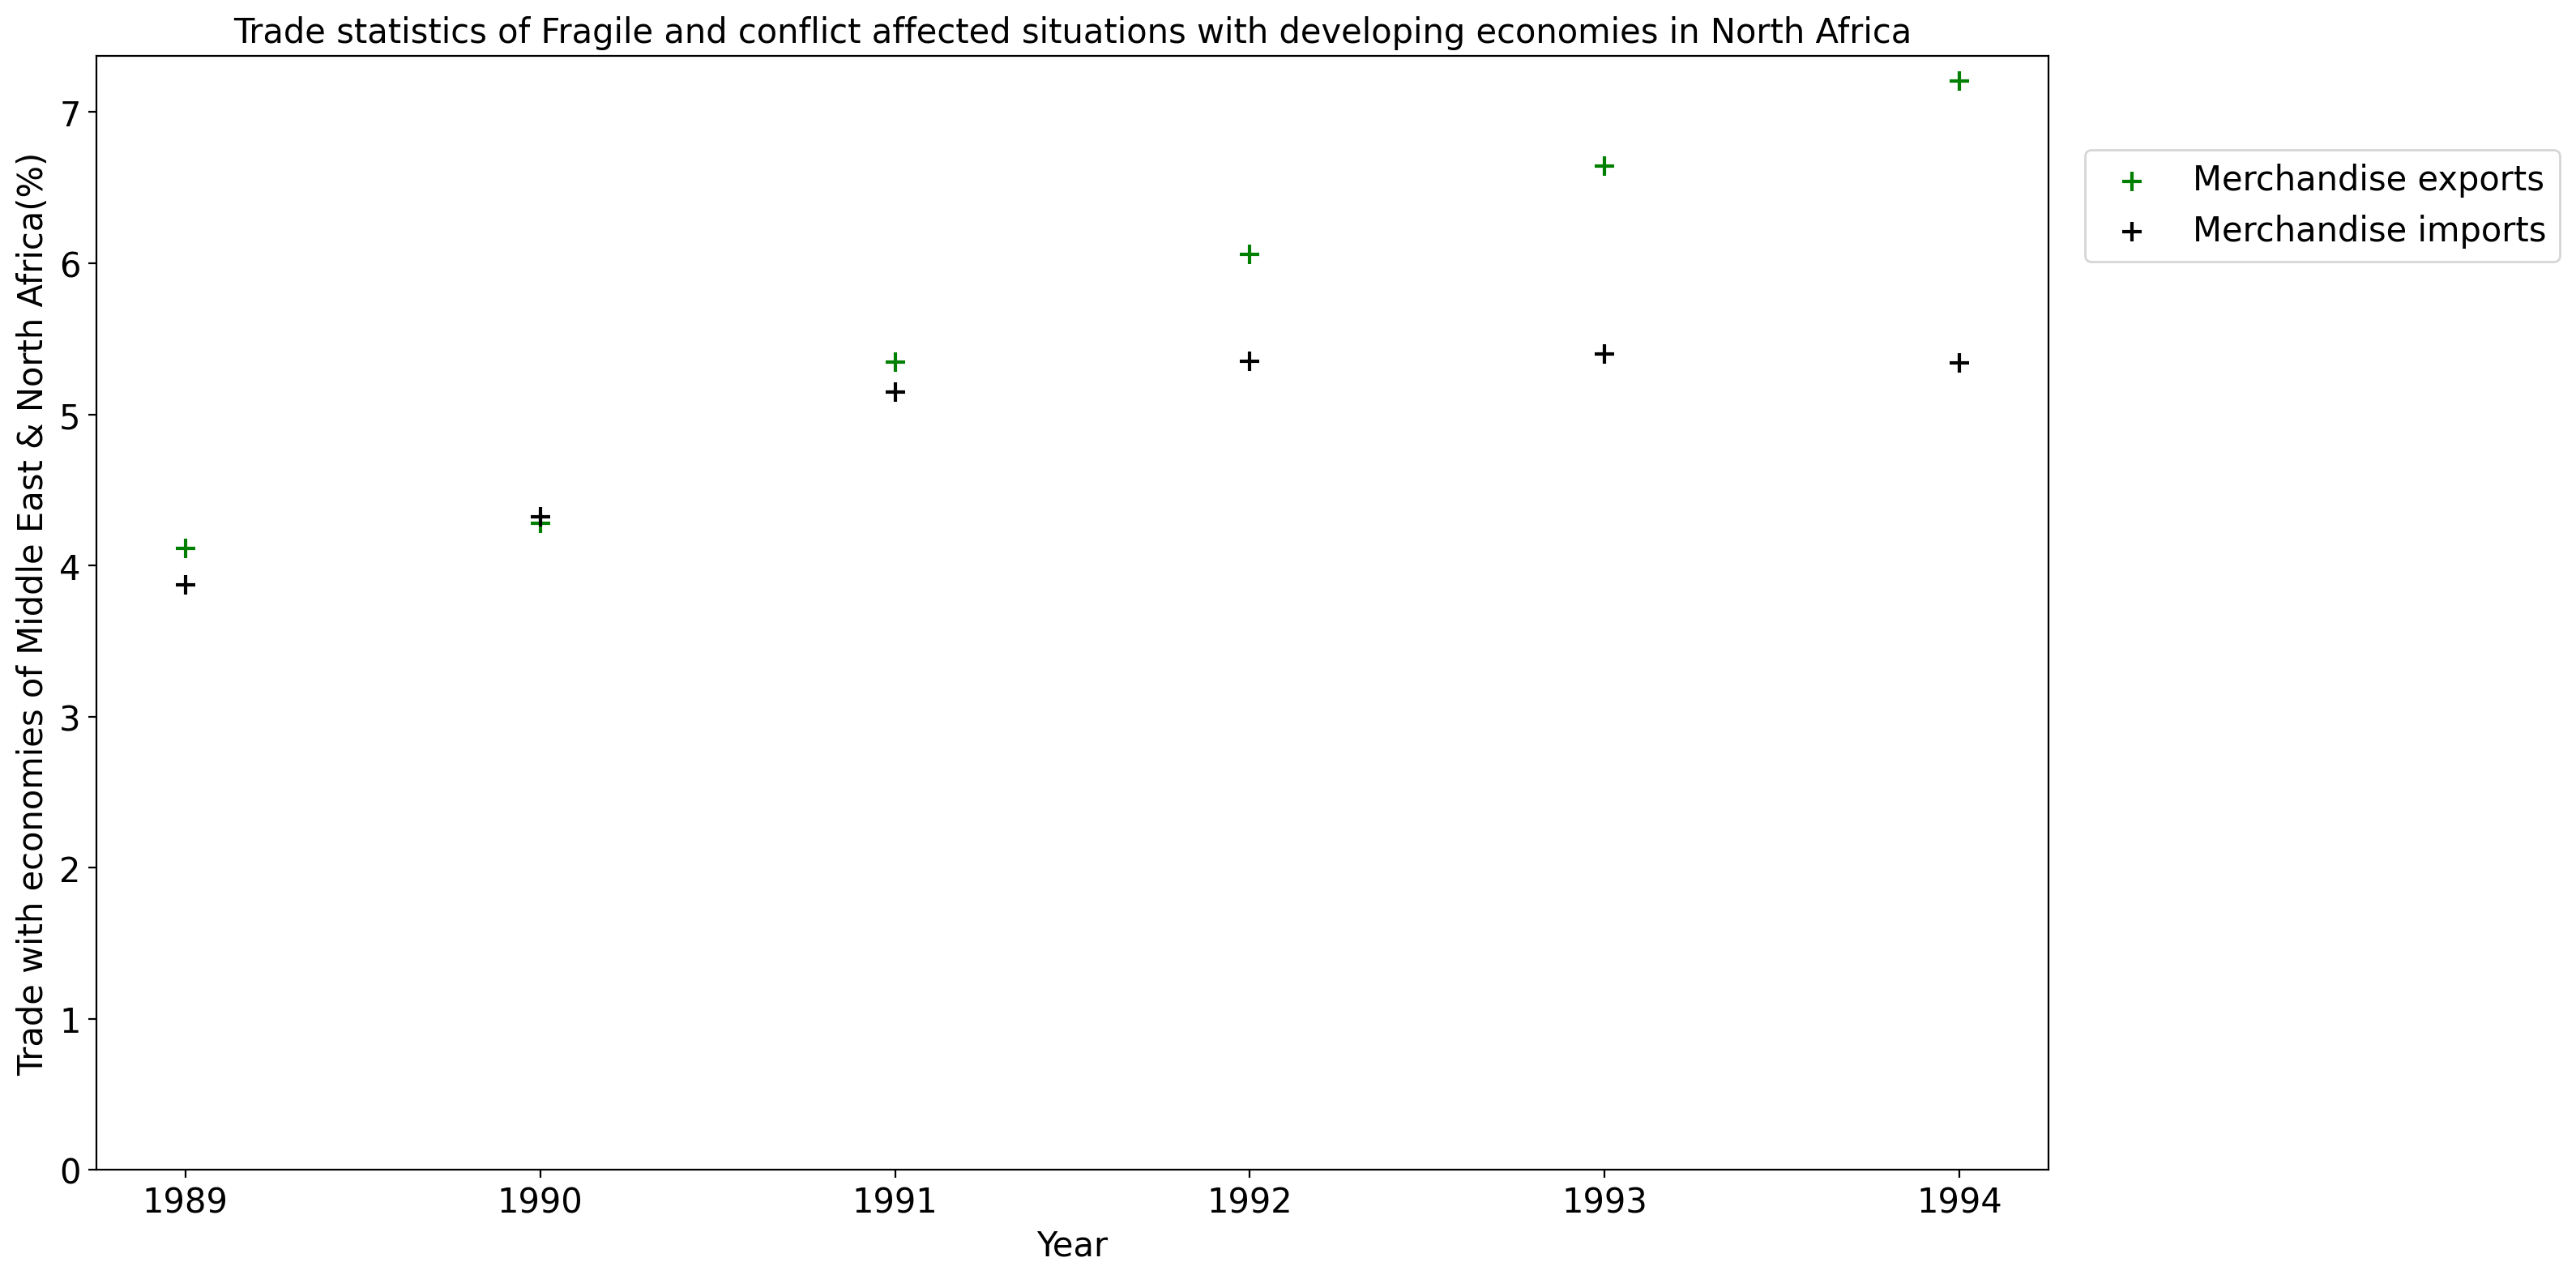 Trade statistics of Fragile and conflict affected situations with developing economies in North Africa
Trade with economies of Middle East & North Africa(%)
7
6
5
4
3
2
1
0
1989 1990 1991 1992 1993 1994
Year
Merchandise exports
Merchandise imports